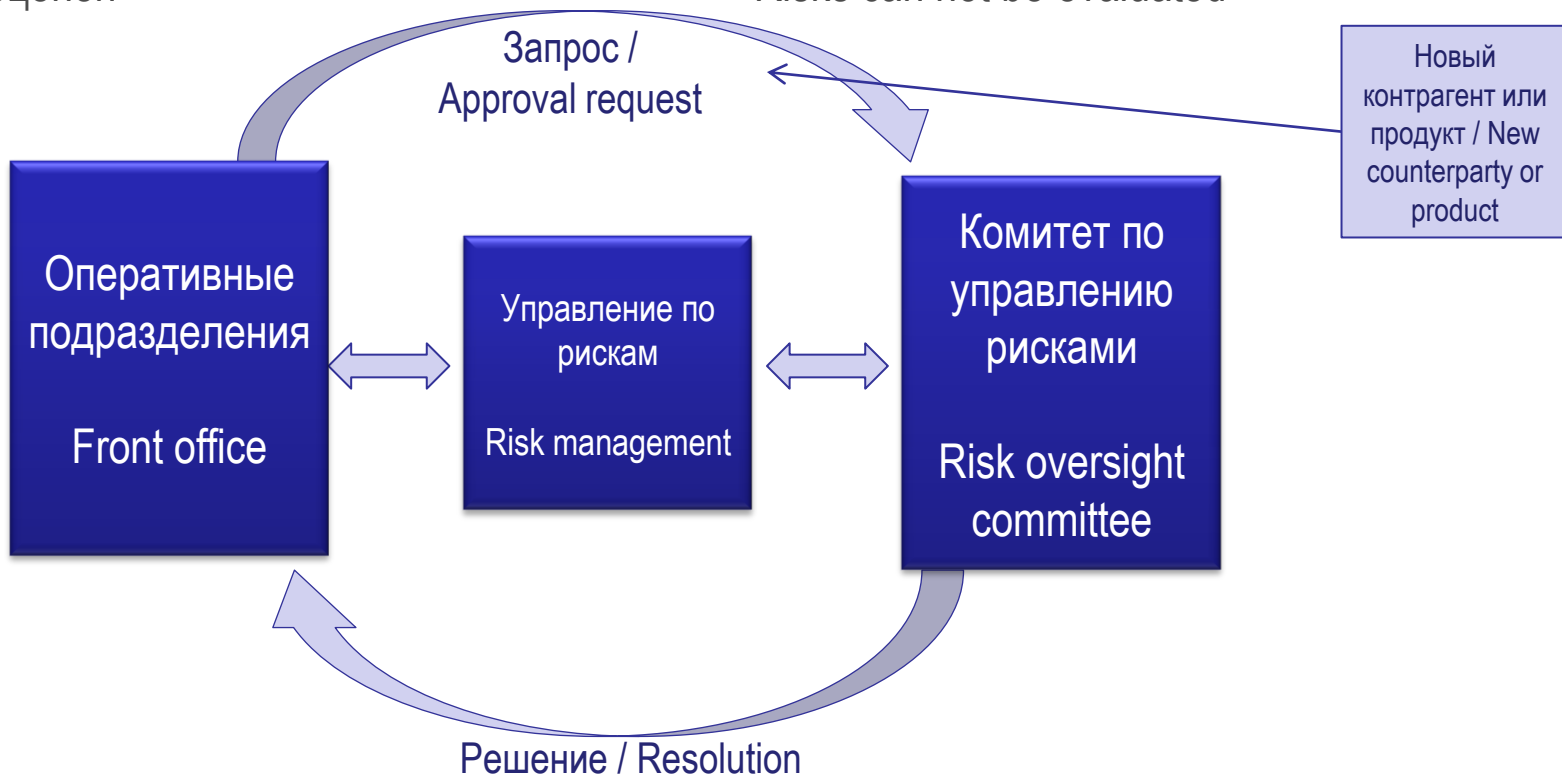 Запрос /
Approval request
Новый
контрагент или
продукт / New
counterparty or
product
Оперативные
подразделения
Front office
Управление по
рискам
Risk management
Комитет по
управлению
рисками
Risk oversight
committee
Решение / Resolution